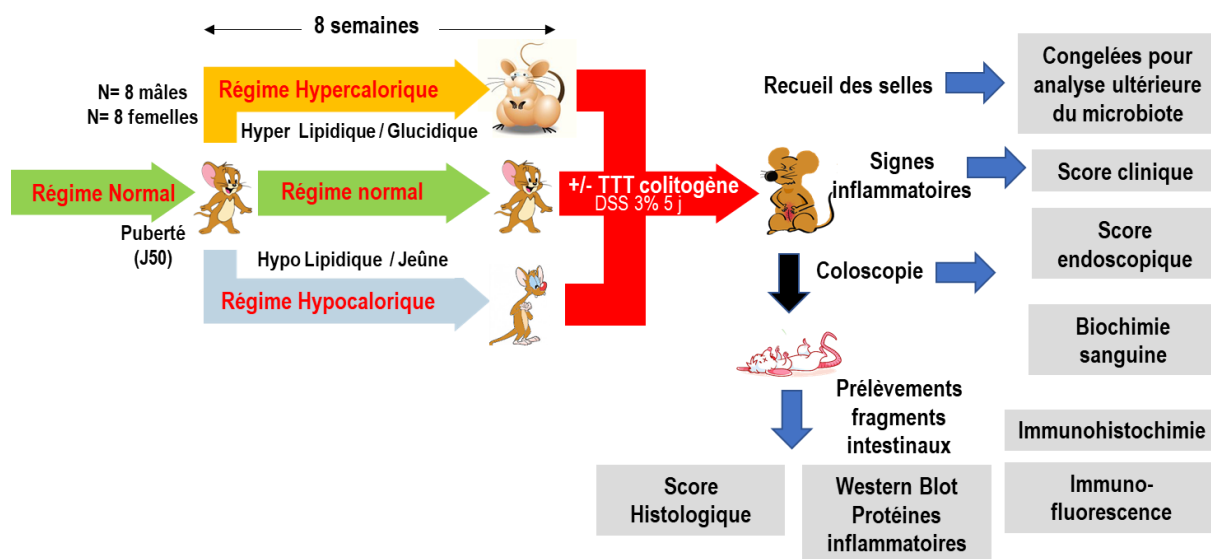 8 semaines
N= 8 mâles
N= 8 femelles
Régime Hypercalorique
Hyper Lipidique / Glucidique
Régime Normal
Puberté
(J50)
Régime normal
Hypo Lipidique / Jeûne
Régime Hypocalorique
+/- TTT colitogène
DSS 3% 5 j
Recueil des selles
Congelées pour
analyse ultérieure
du microbiote
Signes
inflammatoires
Score clinique
Coloscopie
Score
endoscopique
Biochimie
sanguine
Prélèvements
fragments
intestinaux
Immunohistochimie
Score
Histologique
Western Blot
Protéines
inflammatoires
Immuno-
fluorescence